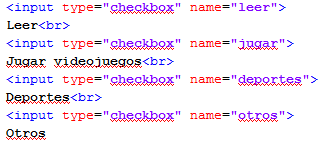 <input type="checkbox" name="leer">
Leer<br>
<input type="checkbox" name="jugar">
Jugar videojuegos<br>
<input type="checkbox" name="deportes">
Deportes<br>
<input type="checkbox" name="otros">
Otros